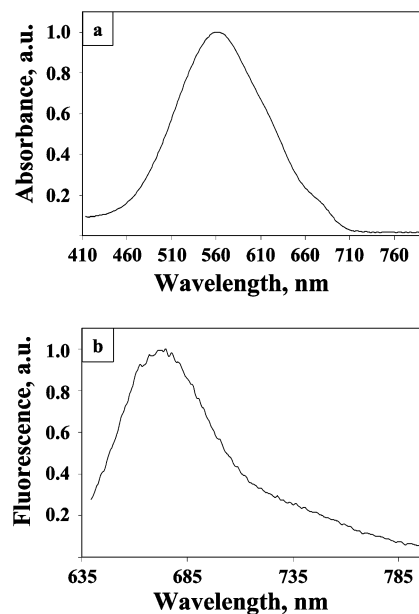 a
Absorbance, a.u.
1.0
0.8
0.6
0.4
0.2
410 460 510 560 610 660 710 760
Wavelength, nm
b
Fluorescence, a.u.
1.0
0.8
0.6
0.4
0.2
635 685 735 785
Wavelength, nm